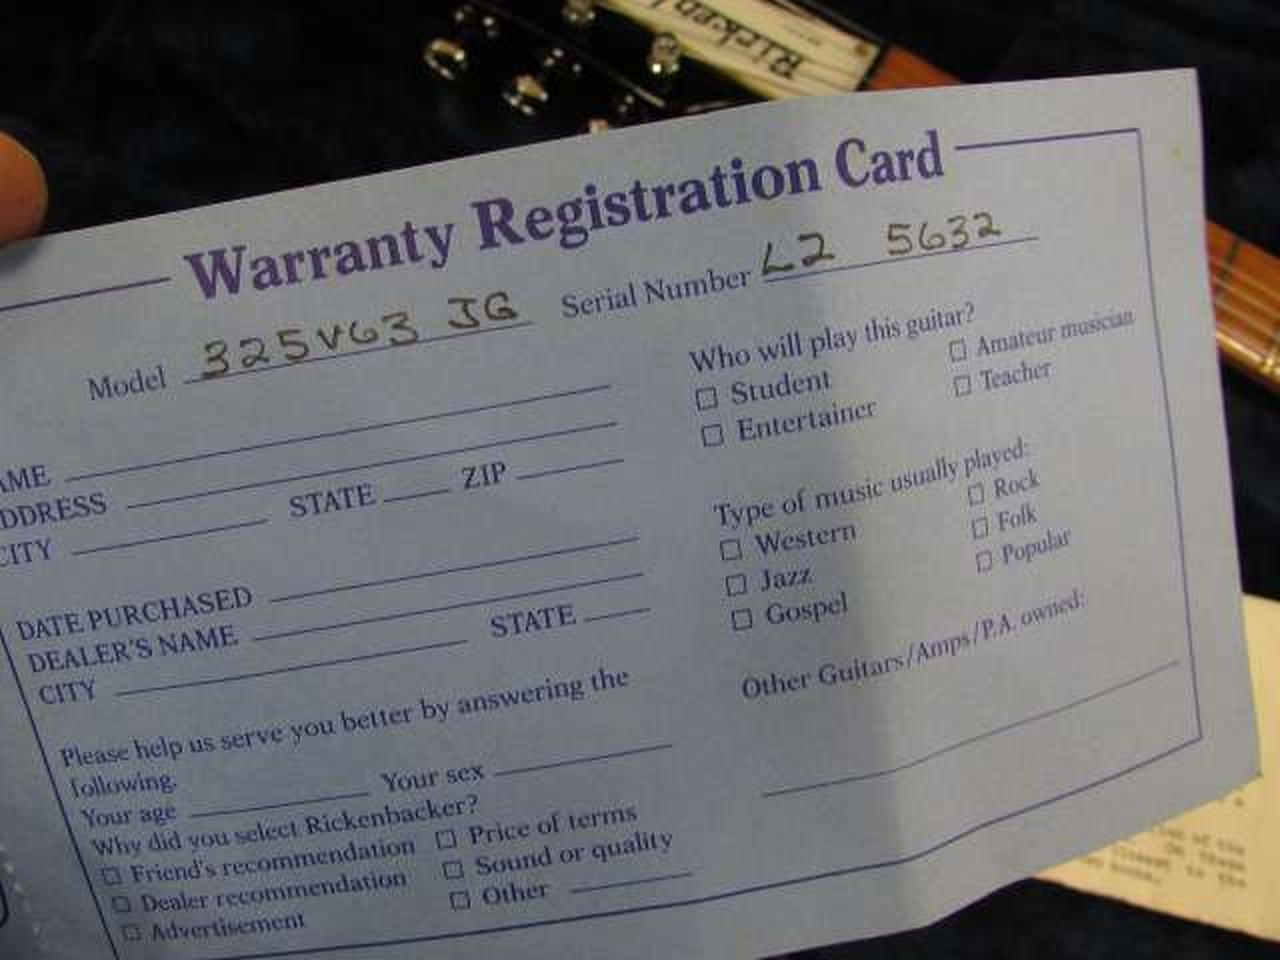 Warranty Registration Card
Model 325V63 JG Serial Number L2 5632
NAME
ADDRESS
CITY STATE ZIP
DATE PURCHASED
DEALER'S NAME
CITY STATE
Please help us serve you better by answering the
following.
Your age Your sex
Why did you select Rickenbacker?
☐ Friend's recommendation ☐ Price of terms
☐ Dealer recommendation ☐ Sound or quality
☐ Advertisement ☐ Other
Who will play this guitar?
☐ Student ☐ Amateur musician
☐ Entertainer ☐ Teacher
Type of music usually played:
☐ Western ☐ Rock
☐ Jazz ☐ Folk
☐ Gospel ☐ Popular
Other Guitars/Amps/P.A. owned: